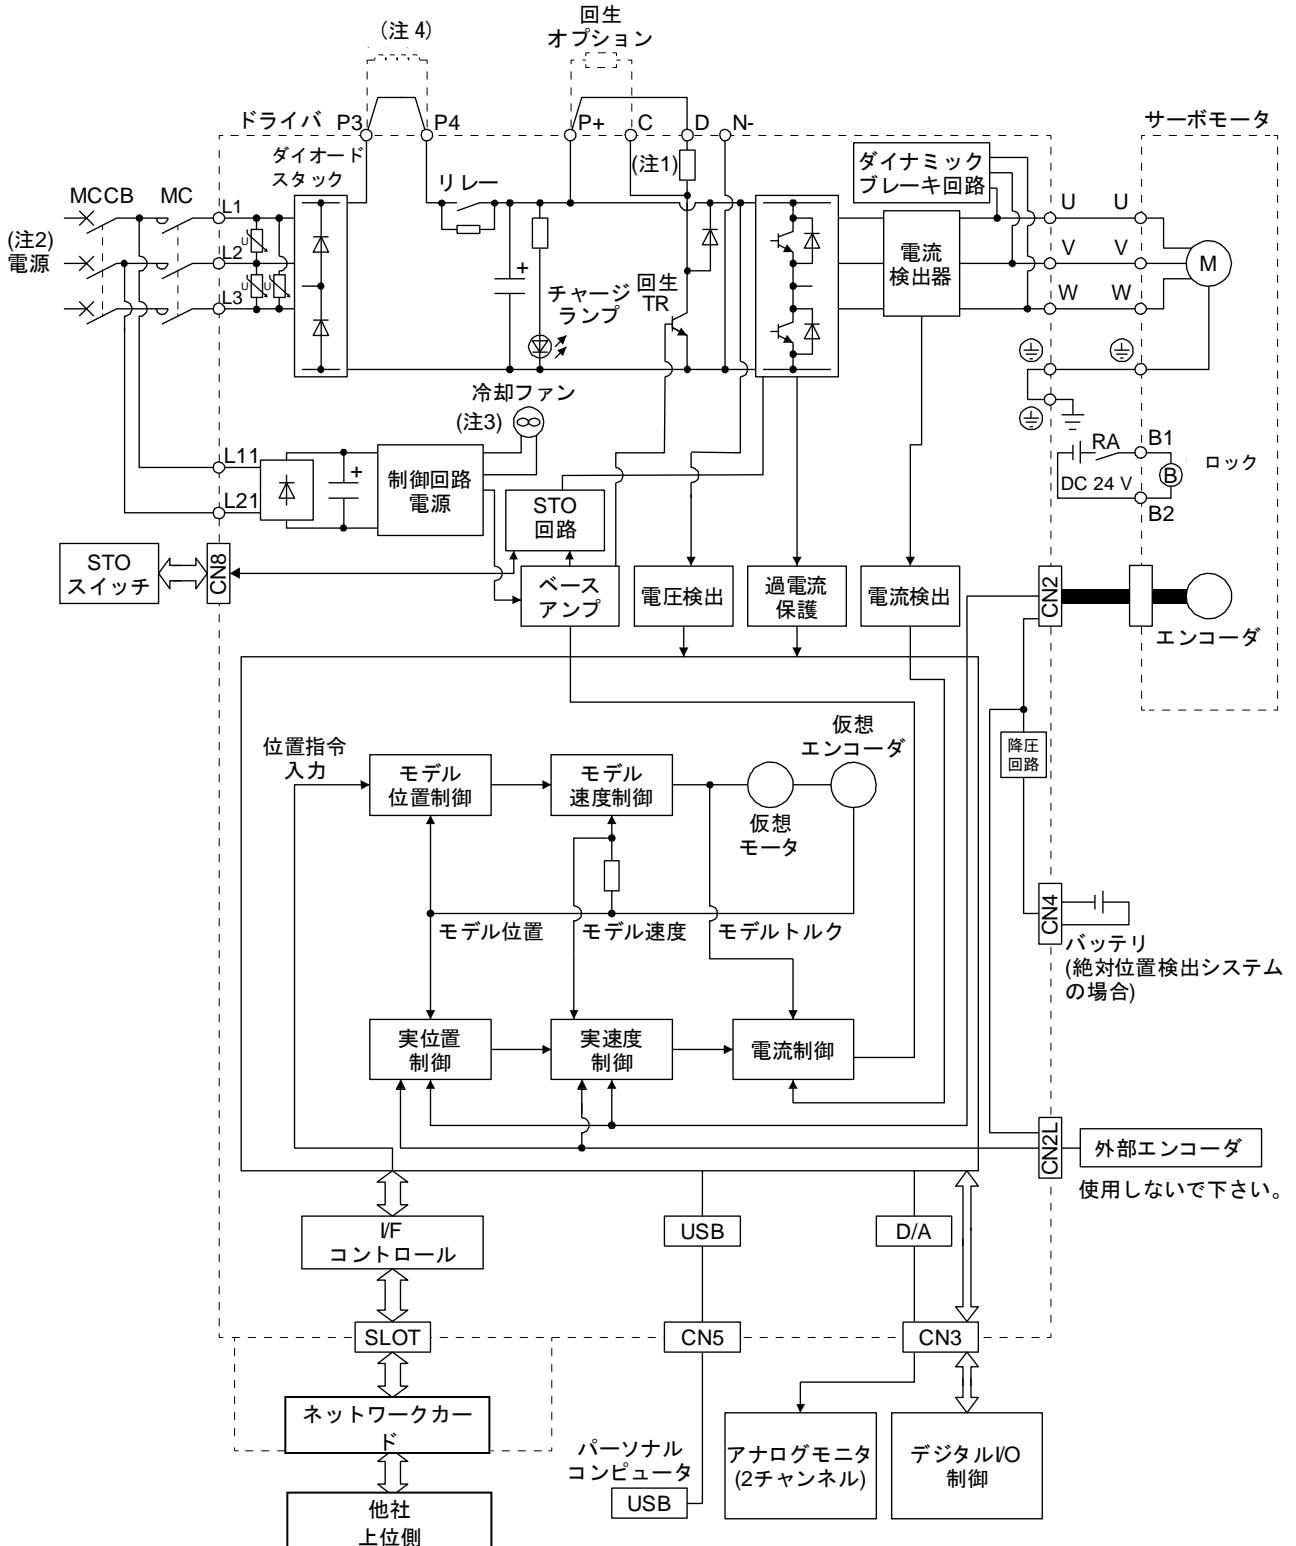 (注 4)
回生
オプション
ドライバ
P3
P4
P+
C
D
N-
サーボモータ
ダイオード
スタック
リレー
(注1)
ダイナミック
ブレーキ回路
MCCB
MC
L1
L2
L3
U
U
U
(注2)
電源
+
チャージ
ランプ
回生
TR
電流
検出器
U
V
W
U
V
W
M
冷却ファン
(注3)
L11
L21
+
制御回路
電源
STO
回路
RA
DC 24 V
B1
B
B2
ロック
STO
スイッチ
CN8
ベース
アンプ
電圧検出
過電流
保護
電流検出
CN2
エンコーダ
位置指令
入力
モデル
位置制御
モデル
速度制御
仮想
エンコーダ
仮想
モータ
降圧
回路
モデル位置
モデル速度
モデルトルク
CN4
バッテリ
(絶対位置検出システム
の場合)
実位置
制御
実速度
制御
電流制御
CN2L
外部エンコーダ
使用しないで下さい。
I/F
コントロール
USB
D/A
SLOT
CN5
CN3
ネットワークカー
ド
他社
上位側
パーソナル
コンピュータ
USB
アナログモニタ
(2チャンネル)
デジタルI/O
制御